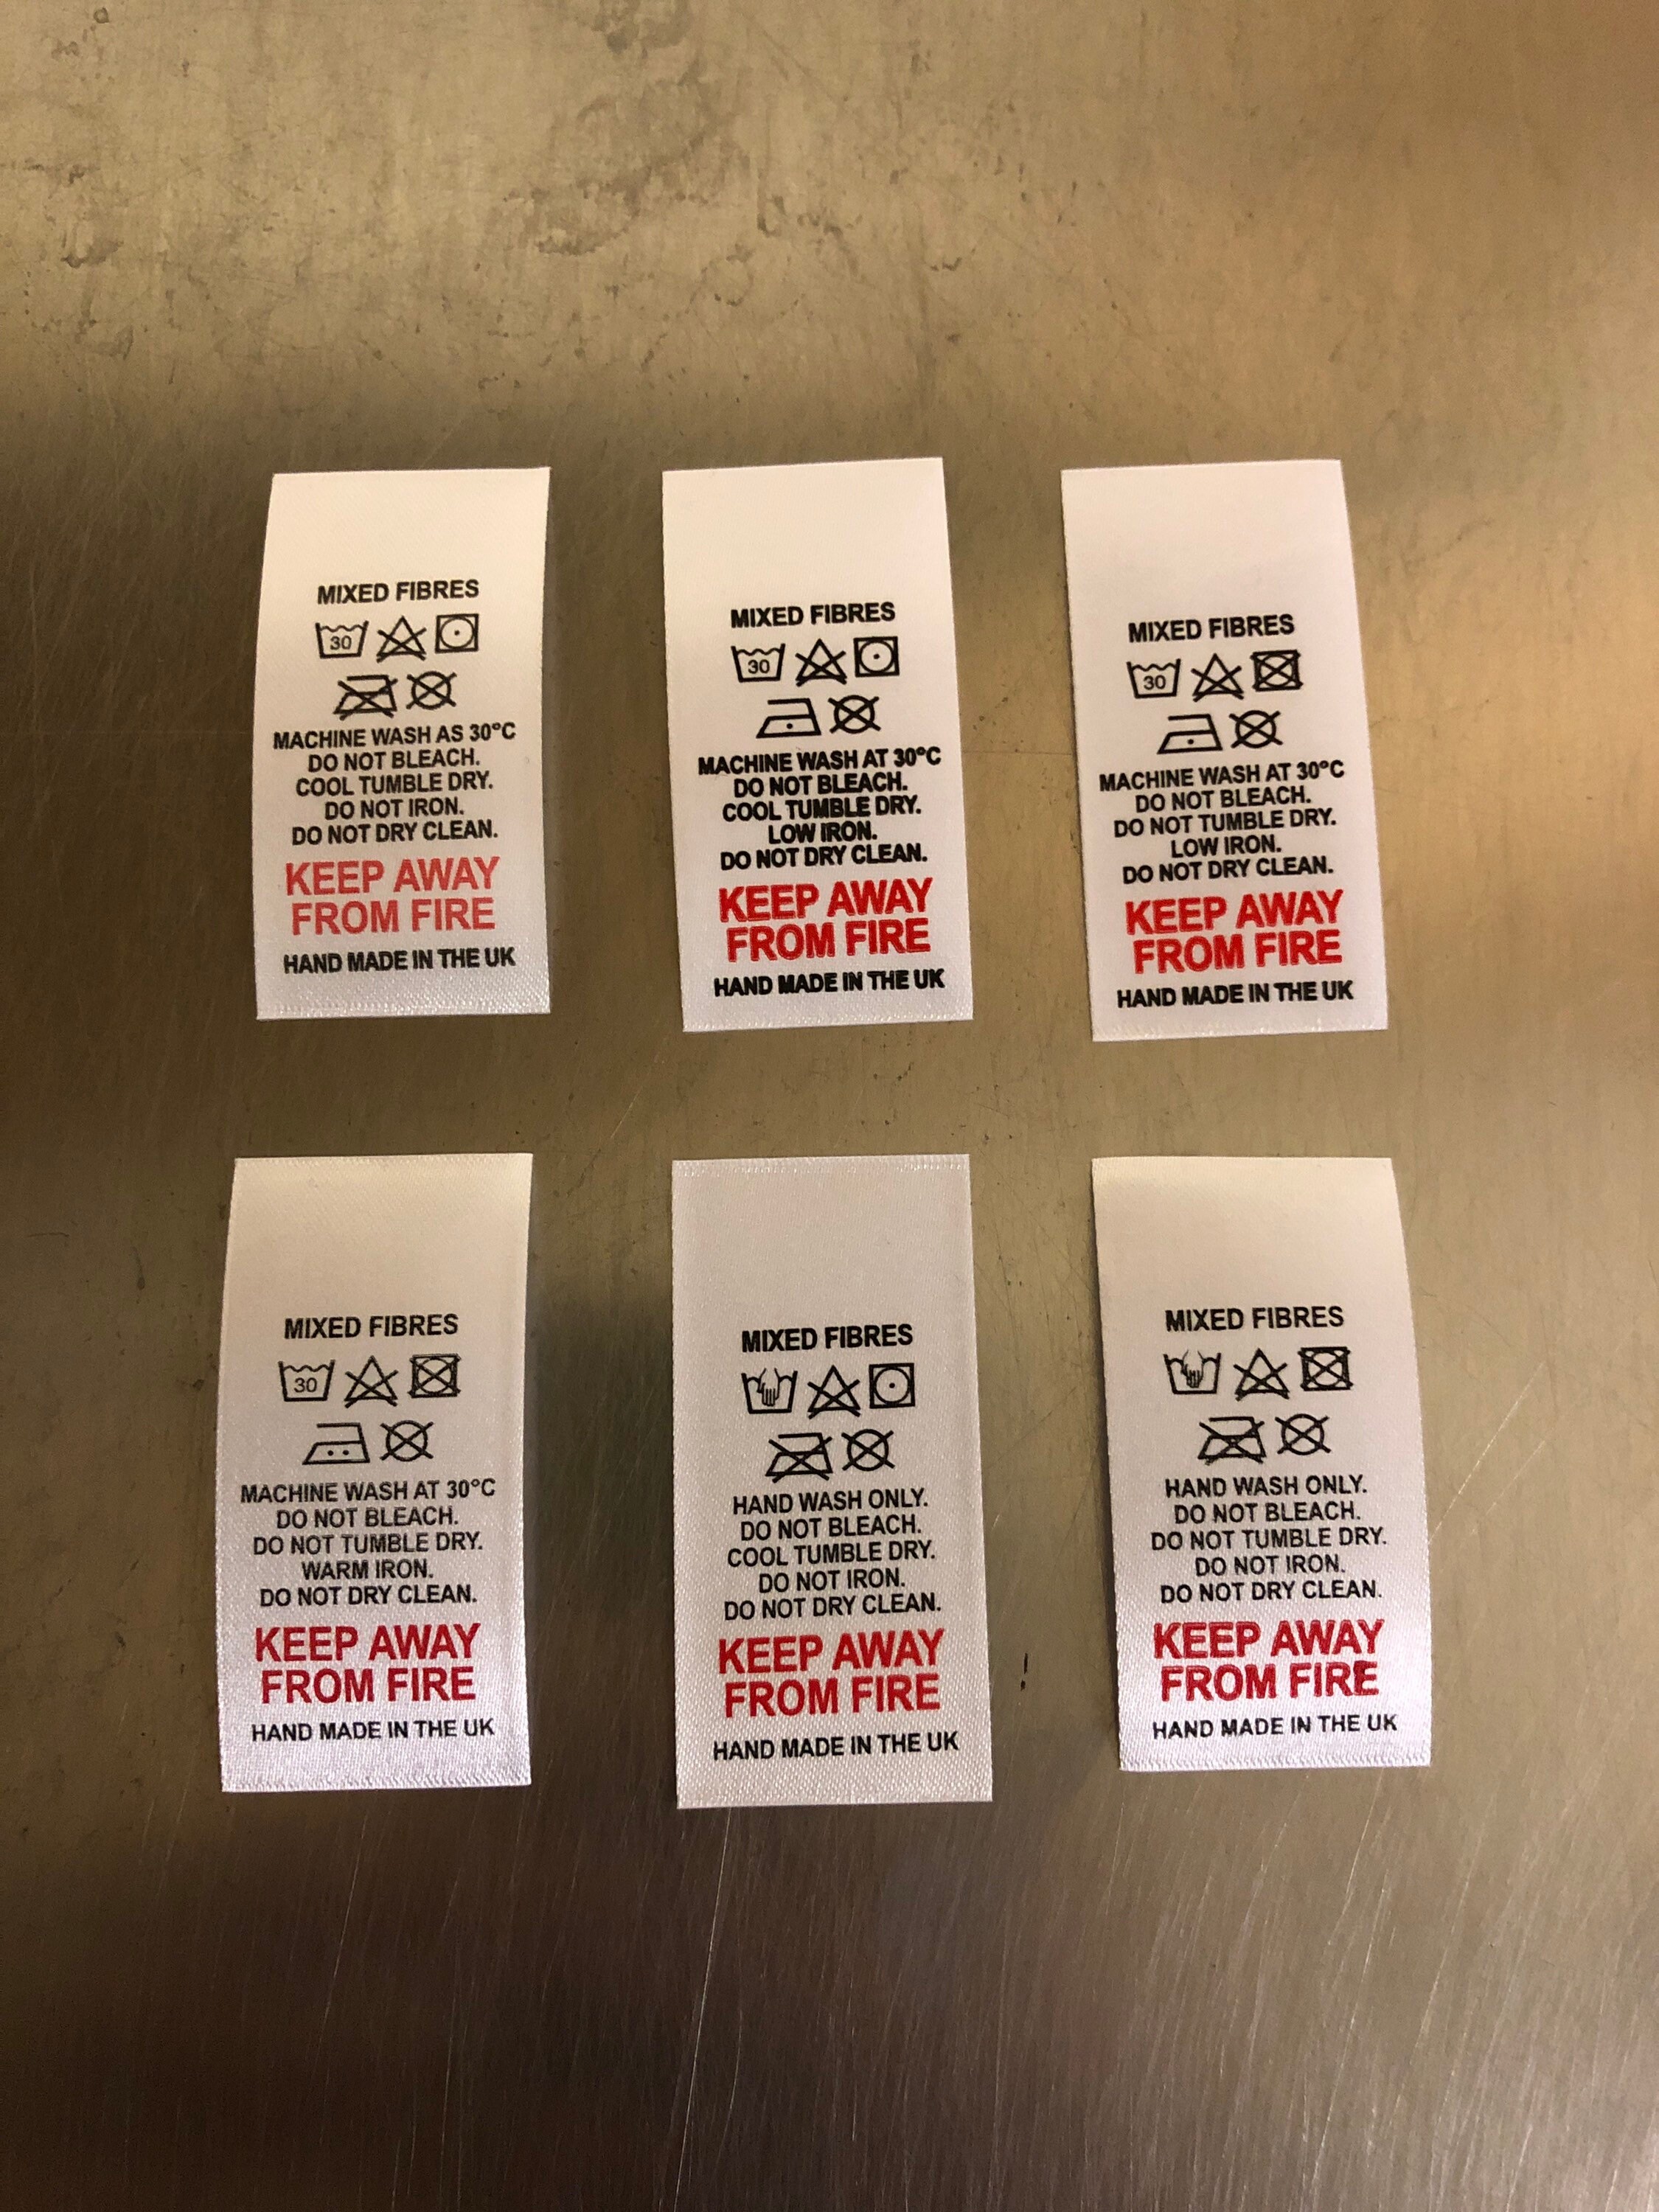 MIXED FIBRES
30
MACHINE WASH AS 30°C
DO NOT BLEACH.
COOL TUMBLE DRY.
DO NOT IRON.
DO NOT DRY CLEAN.
KEEP AWAY
FROM FIRE
HAND MADE IN THE UK
MIXED FIBRES
30
MACHINE WASH AT 30°C
DO NOT BLEACH.
COOL TUMBLE DRY.
LOW IRON.
DO NOT DRY CLEAN.
KEEP AWAY
FROM FIRE
HAND MADE IN THE UK
MIXED FIBRES
30
MACHINE WASH AT 30°C
DO NOT BLEACH.
DO NOT TUMBLE DRY.
LOW IRON.
DO NOT DRY CLEAN.
KEEP AWAY
FROM FIRE
HAND MADE IN THE UK
MIXED FIBRES
30
MACHINE WASH AT 30°C
DO NOT BLEACH.
DO NOT TUMBLE DRY.
WARM IRON.
DO NOT DRY CLEAN.
KEEP AWAY
FROM FIRE
HAND MADE IN THE UK
MIXED FIBRES
HAND WASH ONLY.
DO NOT BLEACH.
COOL TUMBLE DRY.
DO NOT IRON.
DO NOT DRY CLEAN.
KEEP AWAY
FROM FIRE
HAND MADE IN THE UK
MIXED FIBRES
HAND WASH ONLY.
DO NOT BLEACH.
DO NOT TUMBLE DRY.
DO NOT IRON.
DO NOT DRY CLEAN.
KEEP AWAY
FROM FIRE
HAND MADE IN THE UK